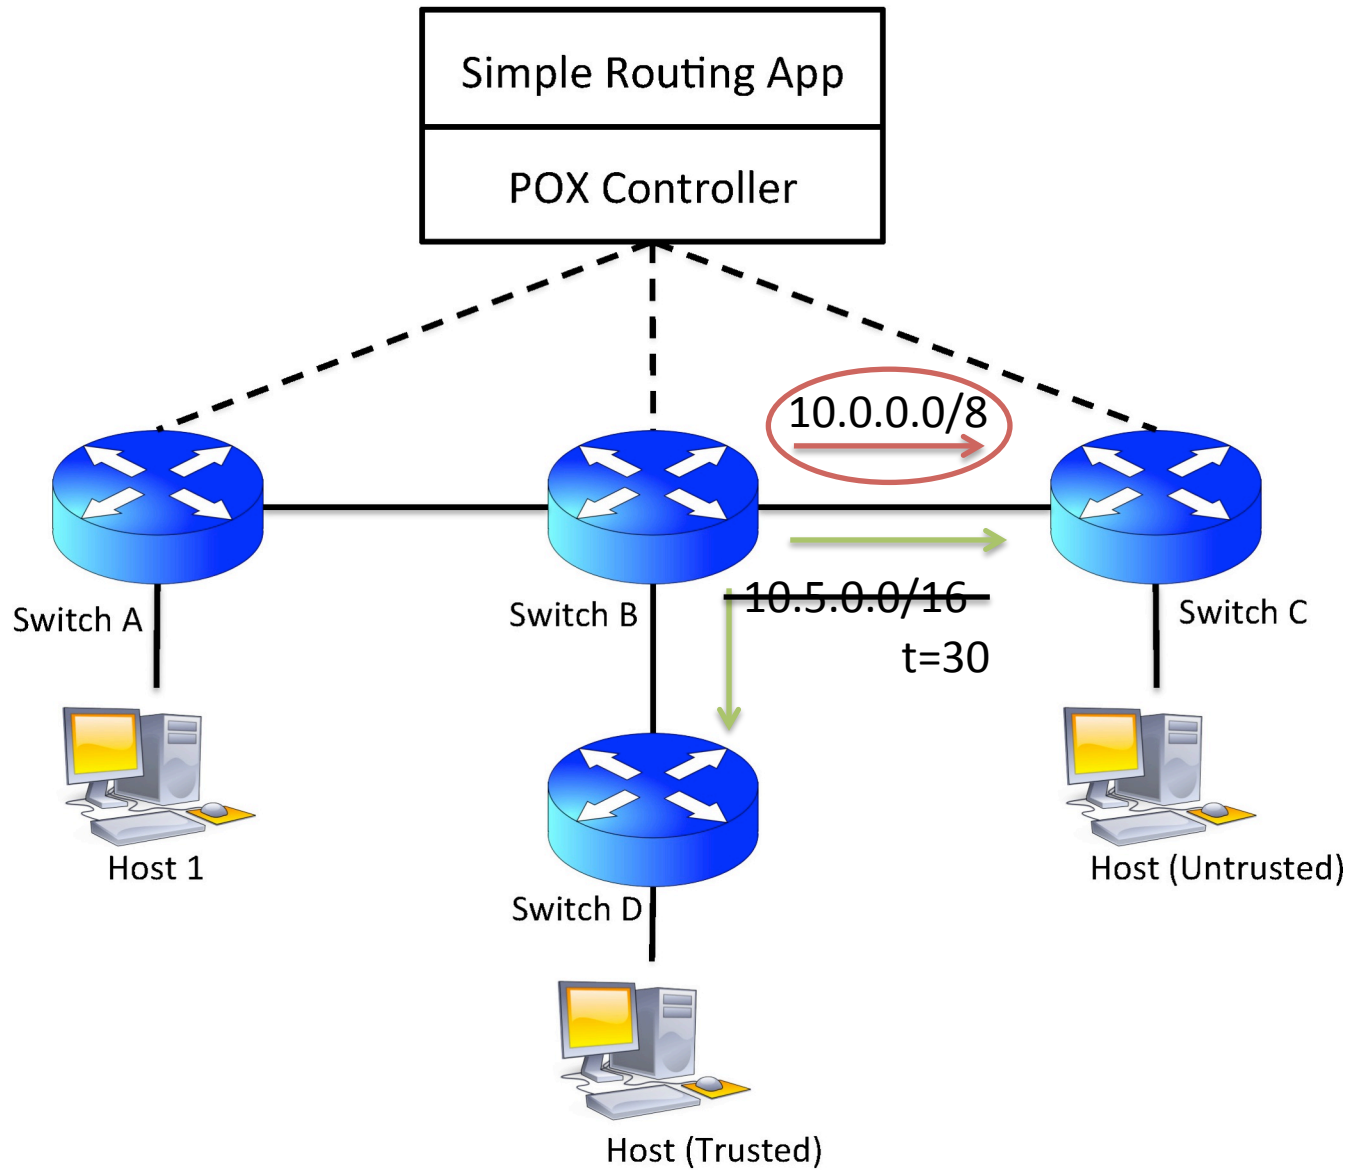 Simple Routing App
POX Controller
10.0.0.0/8
10.5.0.0/16
t=30
Switch A
Switch B
Switch C
Host 1
Switch D
Host (Untrusted)
Host (Trusted)